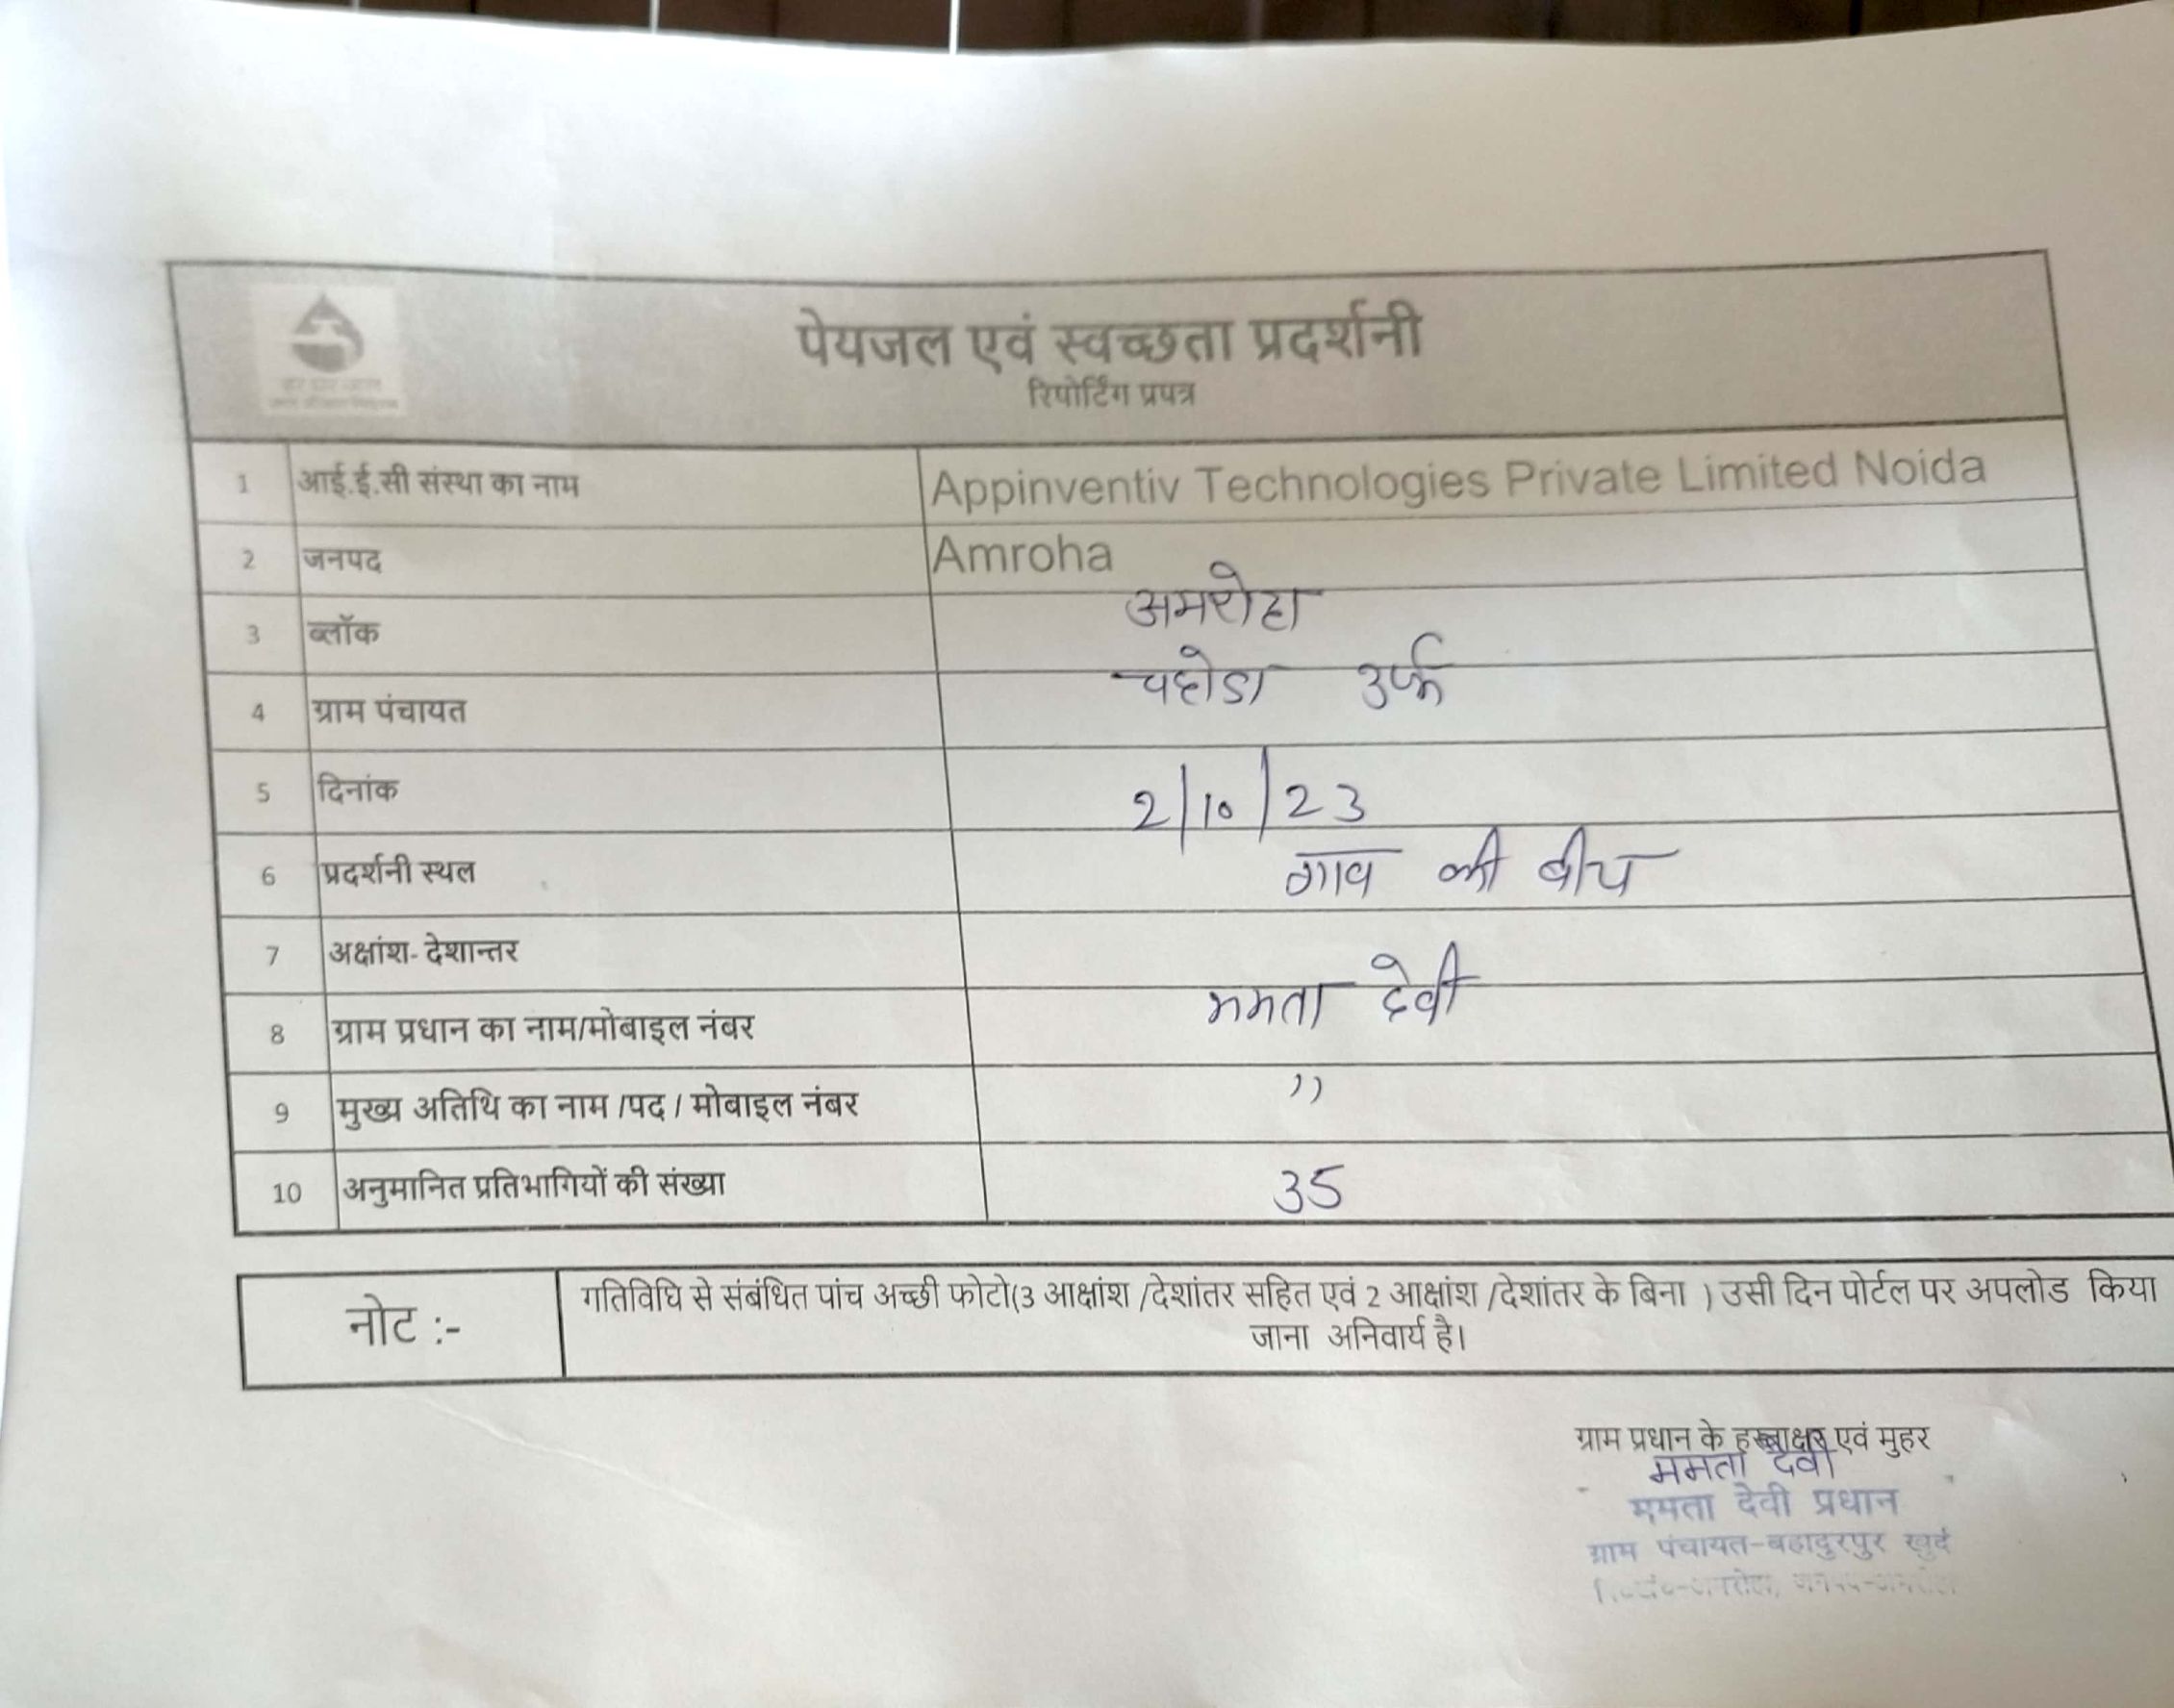 पेयजल एवं स्वच्छता प्रदर्शनी
रिपोर्टिंग प्रपत्र
1 आई.ई.सी संस्था का नाम Appinventiv Technologies Private Limited Noida
2 जनपद Amroha
3 ब्लॉक अमरोहा
4 ग्राम पंचायत चहोडा उर्फ
5 दिनांक 2/10/23
6 प्रदर्शनी स्थल गाव की बीच
7 अक्षांश- देशान्तर
8 ग्राम प्रधान का नाम/मोबाइल नंबर ममता देवी
9 मुख्य अतिथि का नाम /पद / मोबाइल नंबर ))
10 अनुमानित प्रतिभागियों की संख्या 35
नोट :- गतिविधि से संबंधित पांच अच्छी फोटो(3 आक्षांश /देशांतर सहित एवं 2 आक्षांश /देशांतर के बिना ) उसी दिन पोर्टल पर अपलोड किया
जाना अनिवार्य है।
ग्राम प्रधान के हस्ताक्षर एवं मुहर
ममता देवी
ममता देवी प्रधान
ग्राम पंचायत-बहादुरपुर खुर्द